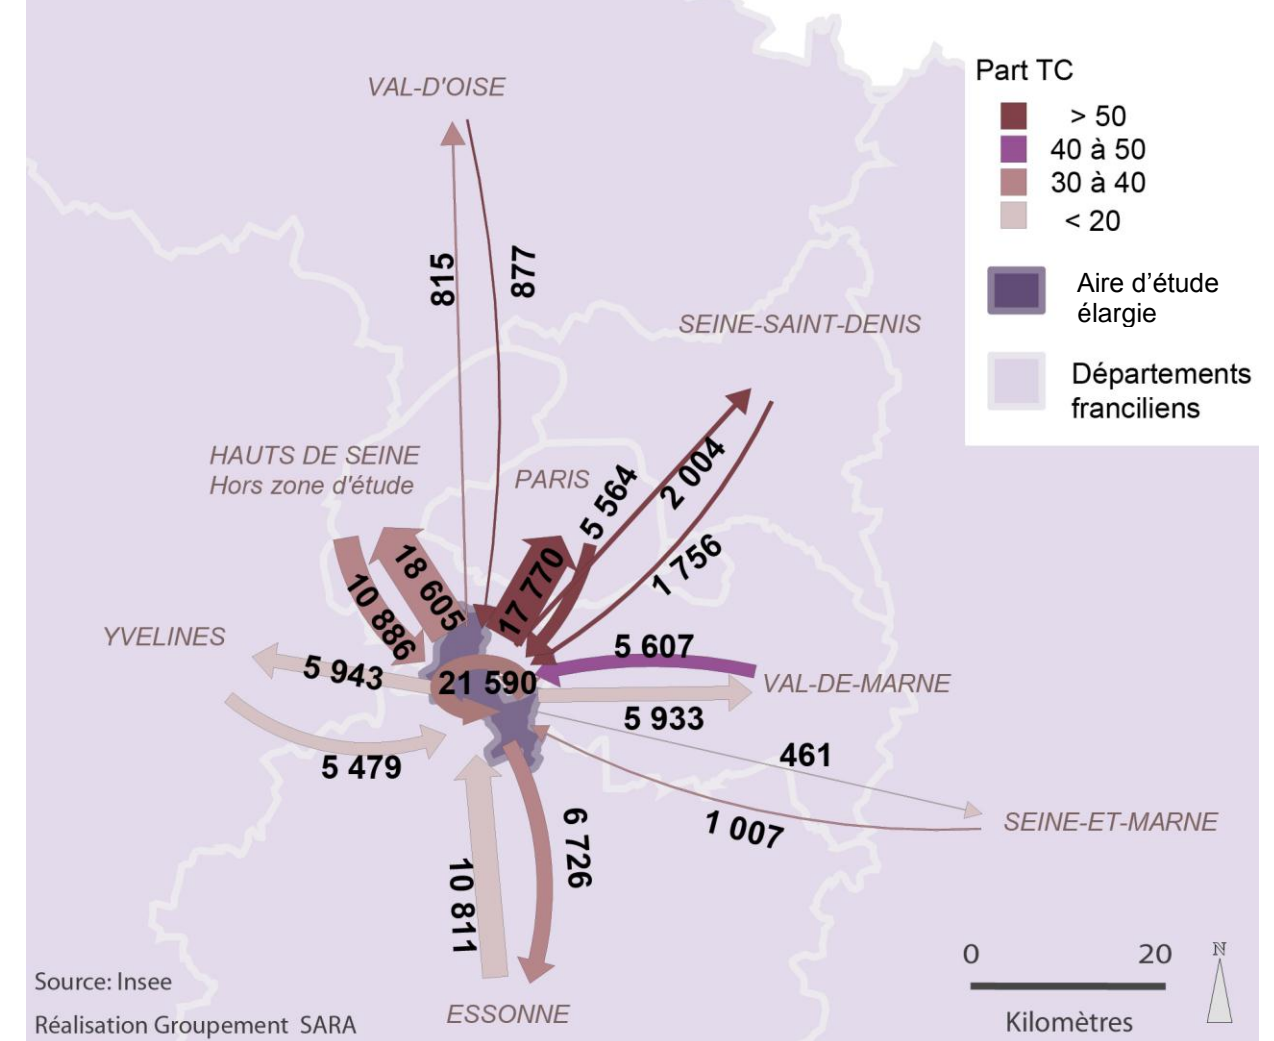 VAL-D'OISE
Part TC
> 50
40 à 50
30 à 40
< 20
Aire d’étude
élargie
Départements
franciliens
815
877
SEINE-SAINT-DENIS
HAUTS DE SEINE
Hors zone d'étude
PARIS
5 564
2 004
1 756
17 770
18 605
10 886
YVELINES
5 943
21 590
5 607
VAL-DE-MARNE
5 933
5 479
461
1 007
SEINE-ET-MARNE
6 726
10 811
ESSONNE
Source: Insee
Réalisation Groupement SARA
0 20
Kilomètres
N